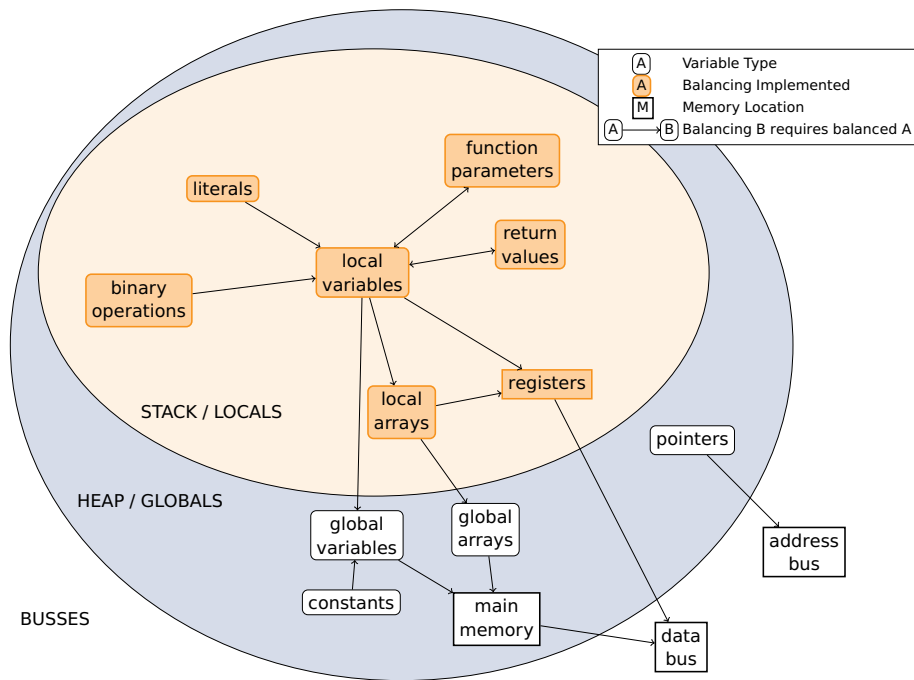 A Variable Type
A Balancing Implemented
M Memory Location
A B Balancing B requires balanced A
function
parameters
literals
return
values
local
variables
binary
operations
registers
local
arrays
STACK / LOCALS
pointers
HEAP / GLOBALS
global
variables
global
arrays
address
bus
constants
main
memory
BUSSES
data
bus